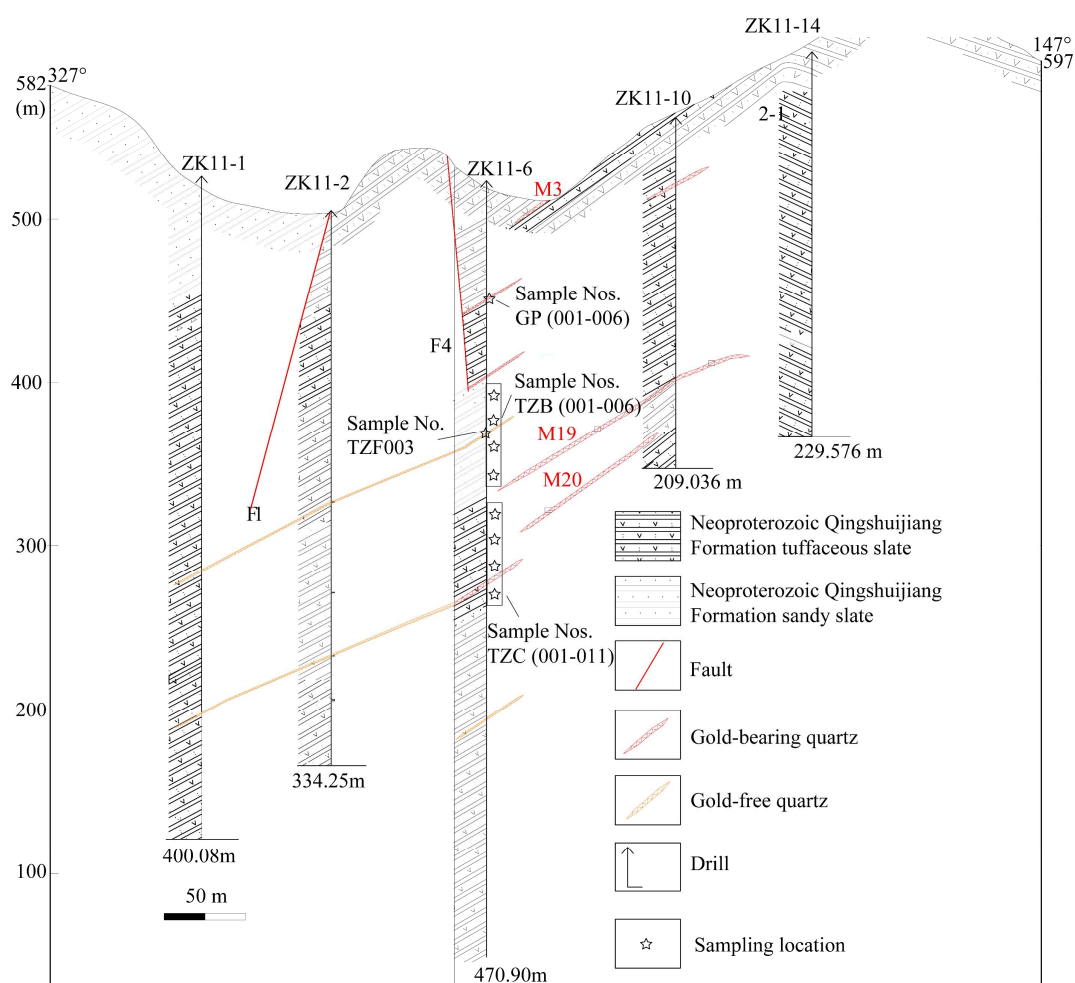 ZK11-14
147°
597
327°
582
(m)
ZK11-10
2-1
ZK11-1
ZK11-2
ZK11-6
M3
500
Sample Nos.
GP (001-006)
F4
400
Sample Nos.
TZB (001-006)
Sample No.
TZF003
M19
M20
229.576 m
209.036 m
F1
300
Neoproterozoic Qingshuijiang
Formation tuffaceous slate
Neoproterozoic Qingshuijiang
Formation sandy slate
Sample Nos.
TZC (001-011)
Fault
200
Gold-bearing quartz
334.25m
Gold-free quartz
400.08m
100
Drill
50 m
Sampling location
470.90m